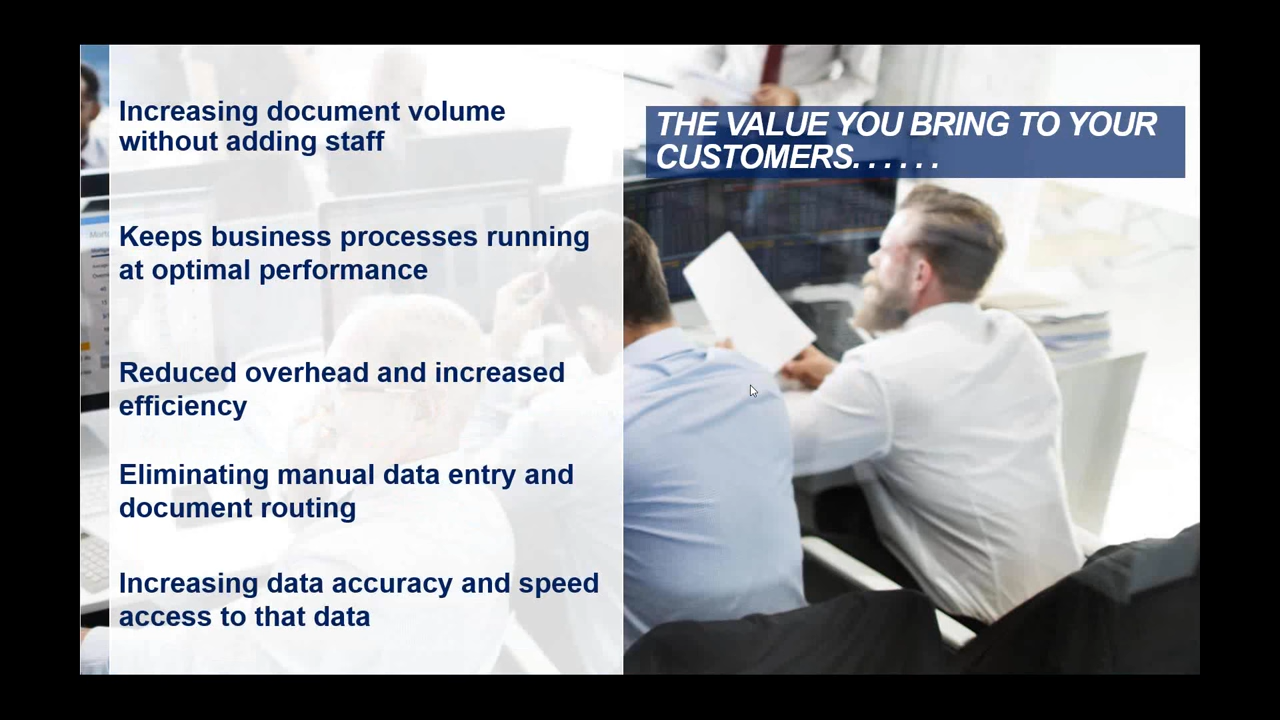 Increasing document volume
without adding staff
Keeps business processes running
at optimal performance
Reduced overhead and increased
efficiency
Eliminating manual data entry and
document routing
Increasing data accuracy and speed
access to that data
THE VALUE YOU BRING TO YOUR
CUSTOMERS. . . . . .